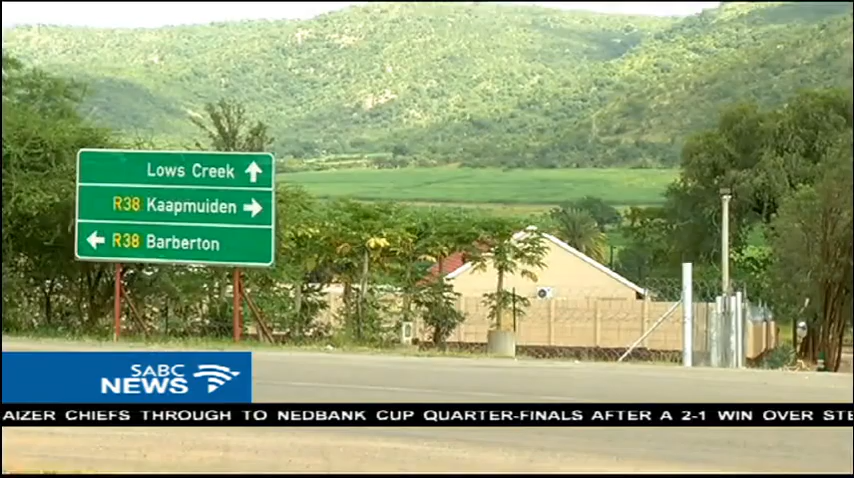 Lows Creek
R38 Kaapmuiden
R38 Barberton
SABC
NEWS
AIZER CHIEFS THROUGH TO NEDBANK CUP QUARTER-FINALS AFTER A 2-1 WIN OVER STE